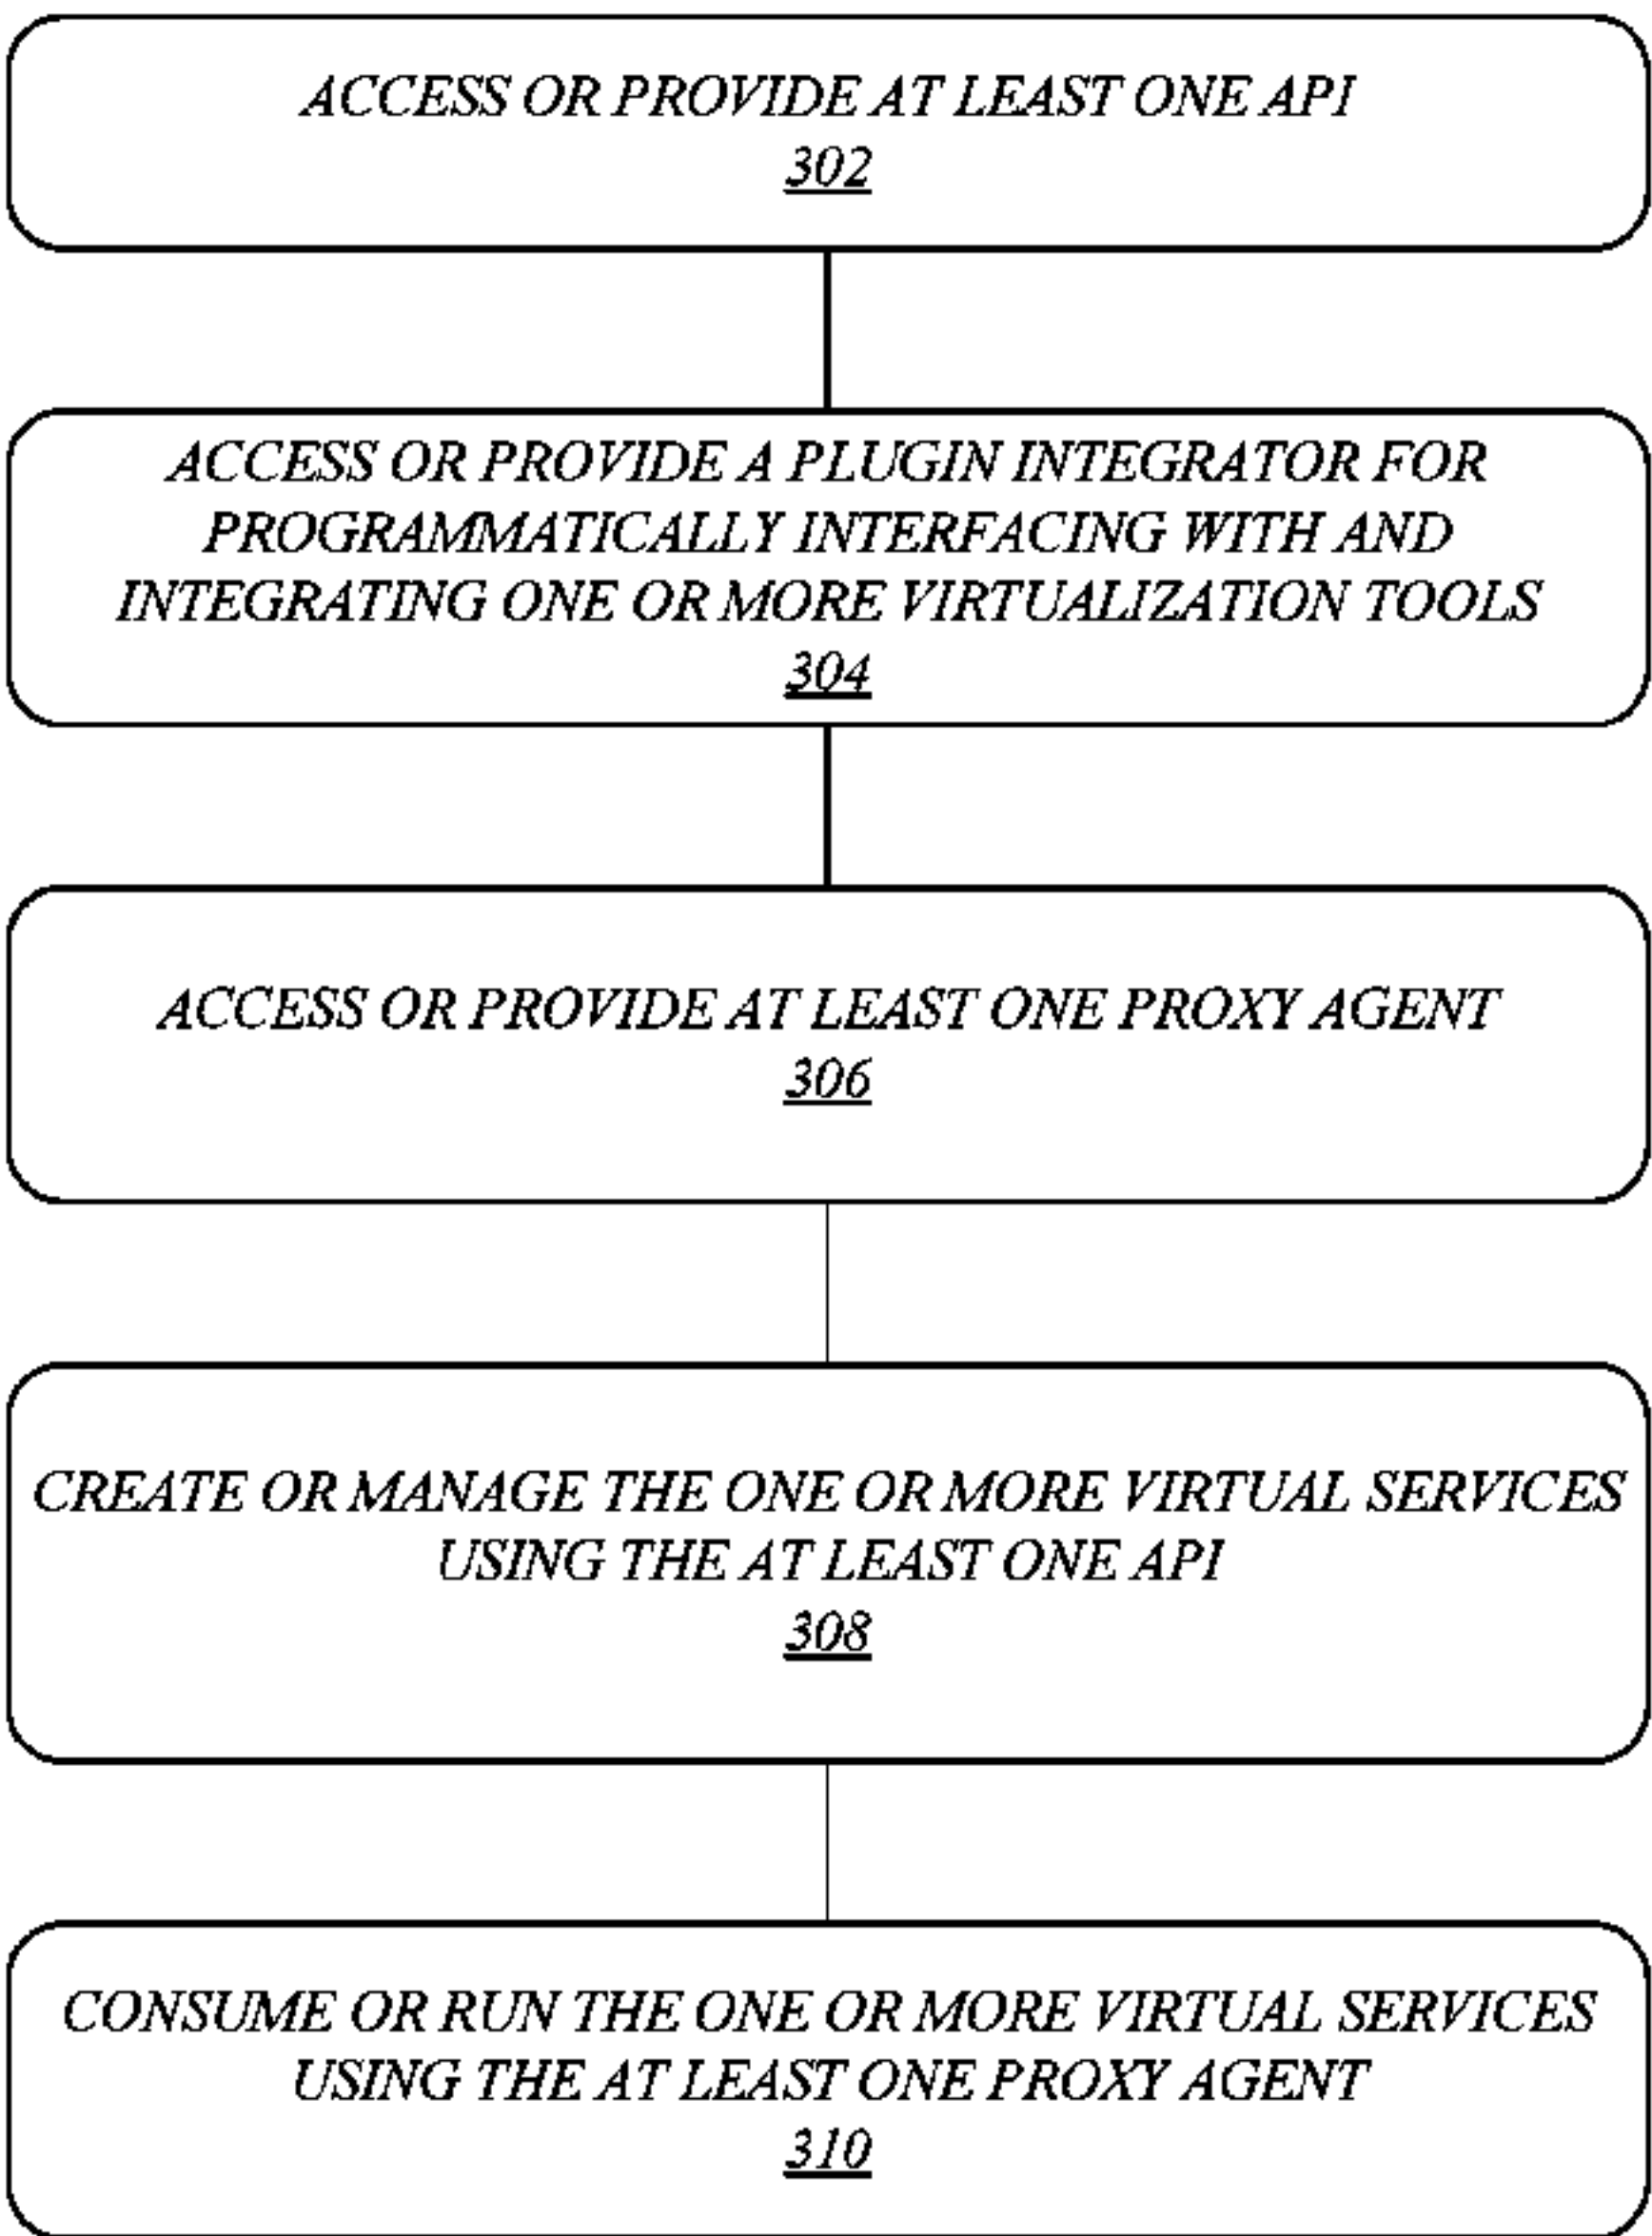 ACCESS OR PROVIDE AT LEAST ONE API
302
ACCESS OR PROVIDE A PLUGIN INTEGRATOR FOR
PROGRAMMATICALLY INTERFACING WITH AND
INTEGRATING ONE OR MORE VIRTUALIZATION TOOLS
304
ACCESS OR PROVIDE AT LEAST ONE PROXY AGENT
306
CREATE OR MANAGE THE ONE OR MORE VIRTUAL SERVICES
USING THE AT LEAST ONE API
308
CONSUME OR RUN THE ONE OR MORE VIRTUAL SERVICES
USING THE AT LEAST ONE PROXY AGENT
310